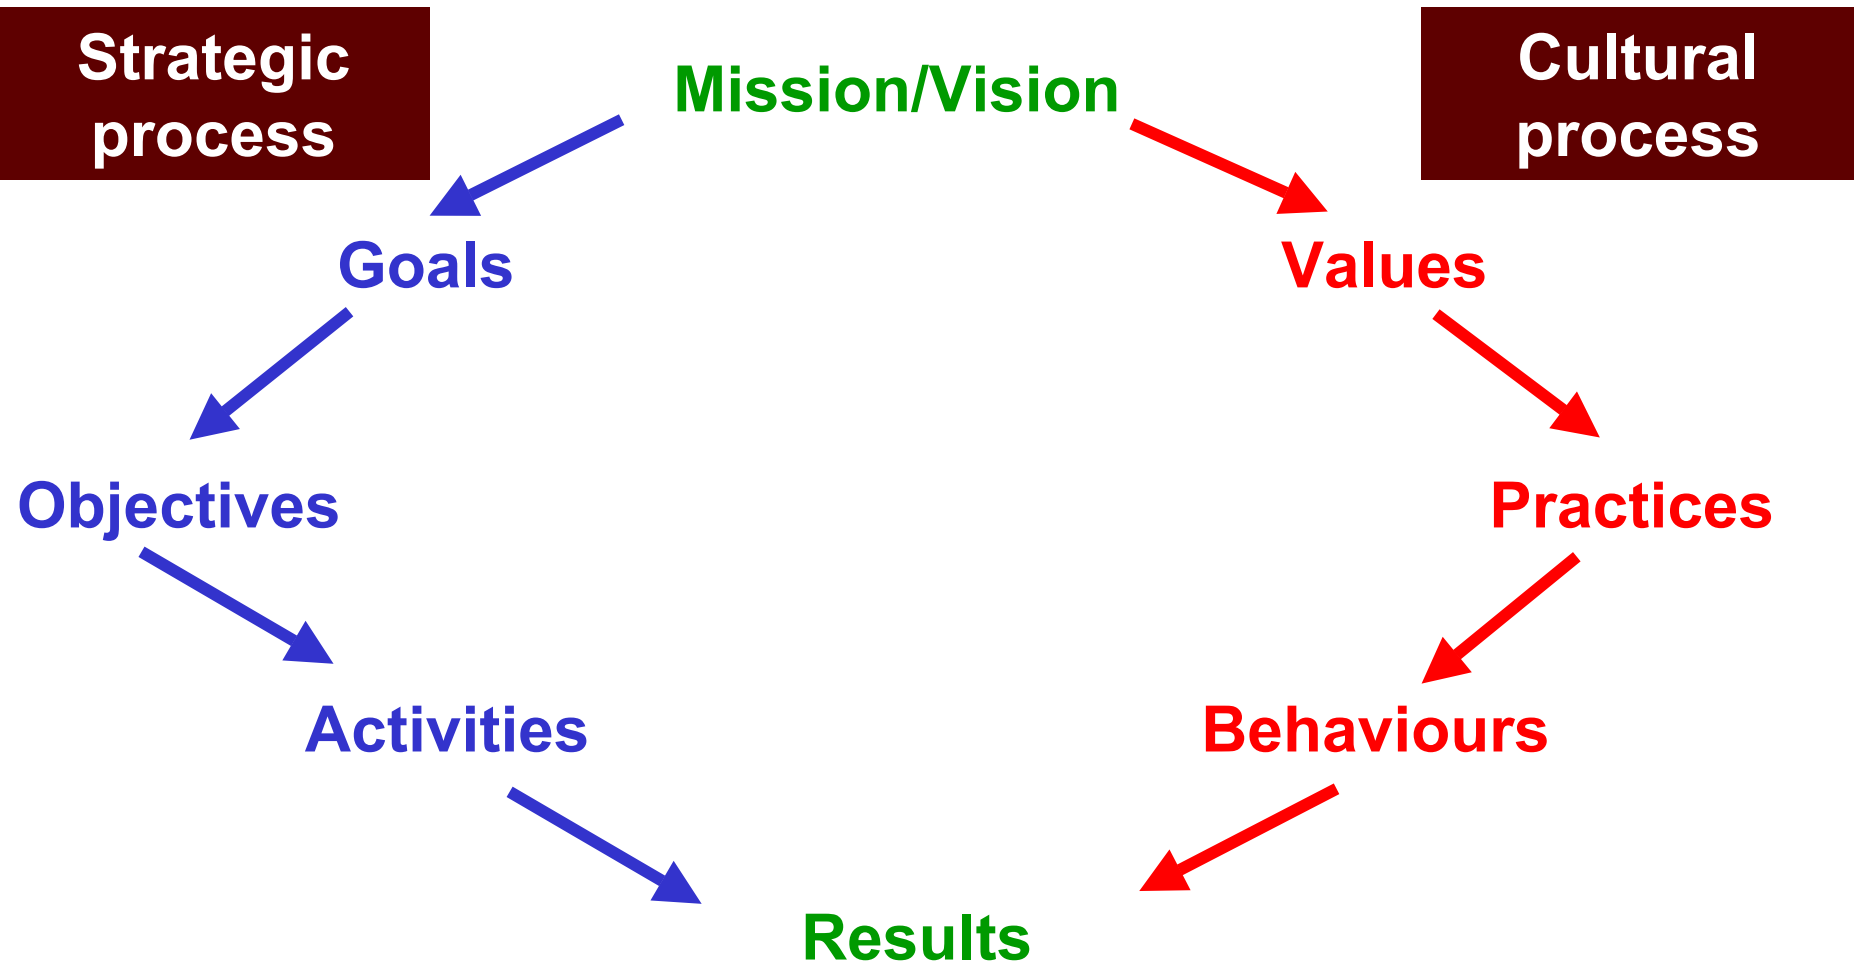 Strategic
process
Mission/Vision
Cultural
process
Goals
Values
Objectives
Practices
Activities
Behaviours
Results